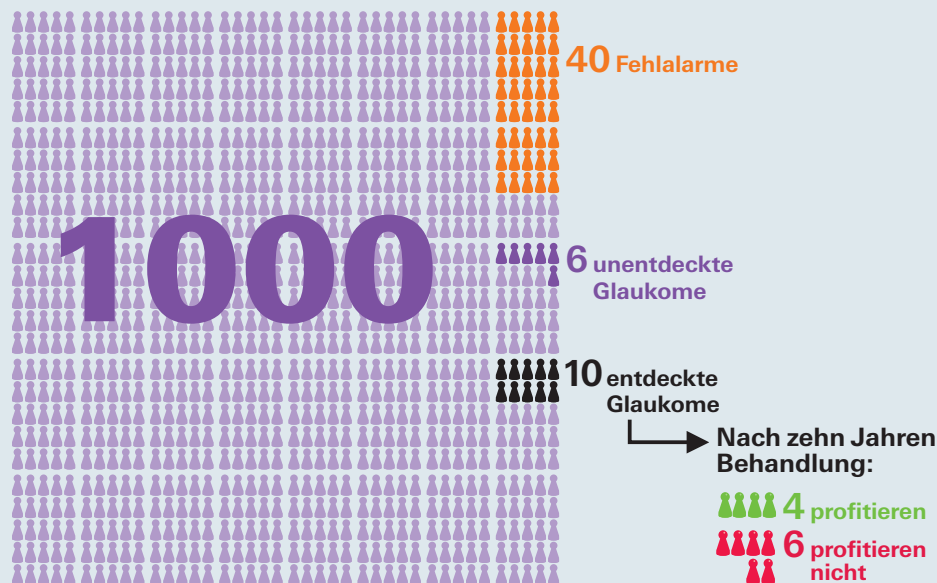 40 Fehlalarme
1000
6 unentdeckte
Glaukome
10 entdeckte
Glaukome
Nach zehn Jahren
Behandlung:
4 profitieren
6 profitieren
nicht